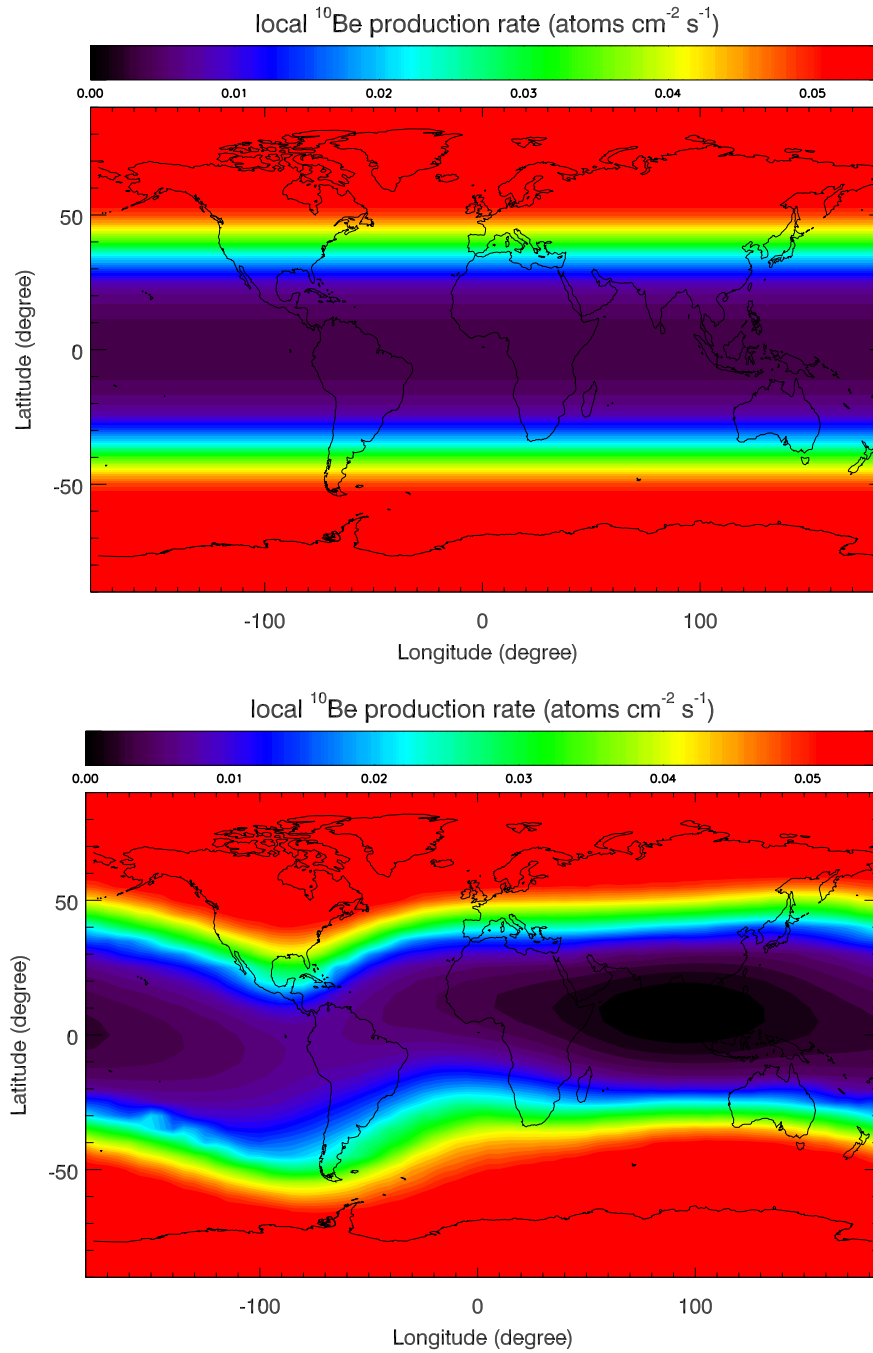 local ¹⁰Be production rate (atoms cm⁻² s⁻¹)
0.00 0.01 0.02 0.03 0.04 0.05
50
0
-50
Latitude (degree)
-100 0 100
Longitude (degree)
local ¹⁰Be production rate (atoms cm⁻² s⁻¹)
0.00 0.01 0.02 0.03 0.04 0.05
50
0
-50
Latitude (degree)
-100 0 100
Longitude (degree)